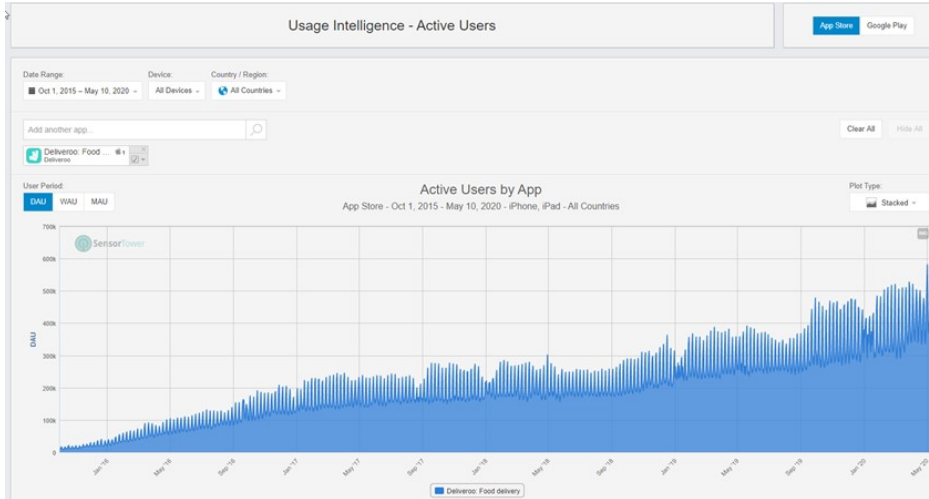 Usage Intelligence - Active Users
App Store Google Play
Date Range: Device: Country / Region:
Oct 1, 2015 – May 10, 2020 All Devices All Countries
Add another app...
Clear All Hide All
Deliveroo: Food ...
Deliveroo
User Period:
DAU WAU MAU
Active Users by App
App Store - Oct 1, 2015 - May 10, 2020 - iPhone, iPad - All Countries
Plot Type:
Stacked
SensorTower
700k
600k
500k
400k
300k
200k
100k
0
DAU
Jan '16 May '16 Sep '16 Jan '17 May '17 Sep '17 Jan '18 May '18 Sep '18 Jan '19 May '19 Sep '19 Jan '20 May '20
Deliveroo: Food delivery